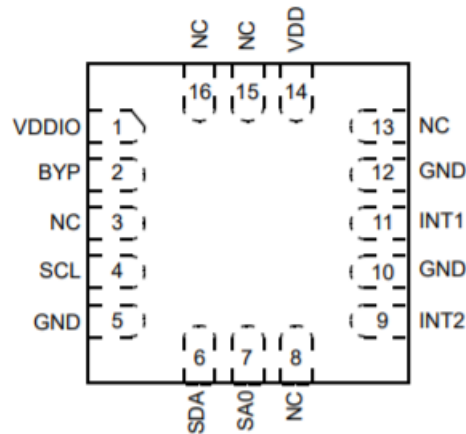 NC NC VDD
16 15 14
VDDIO 1 13 NC
BYP 2 12 GND
NC 3 11 INT1
SCL 4 10 GND
GND 5 9 INT2
6 7 8
SDA SA0 NC